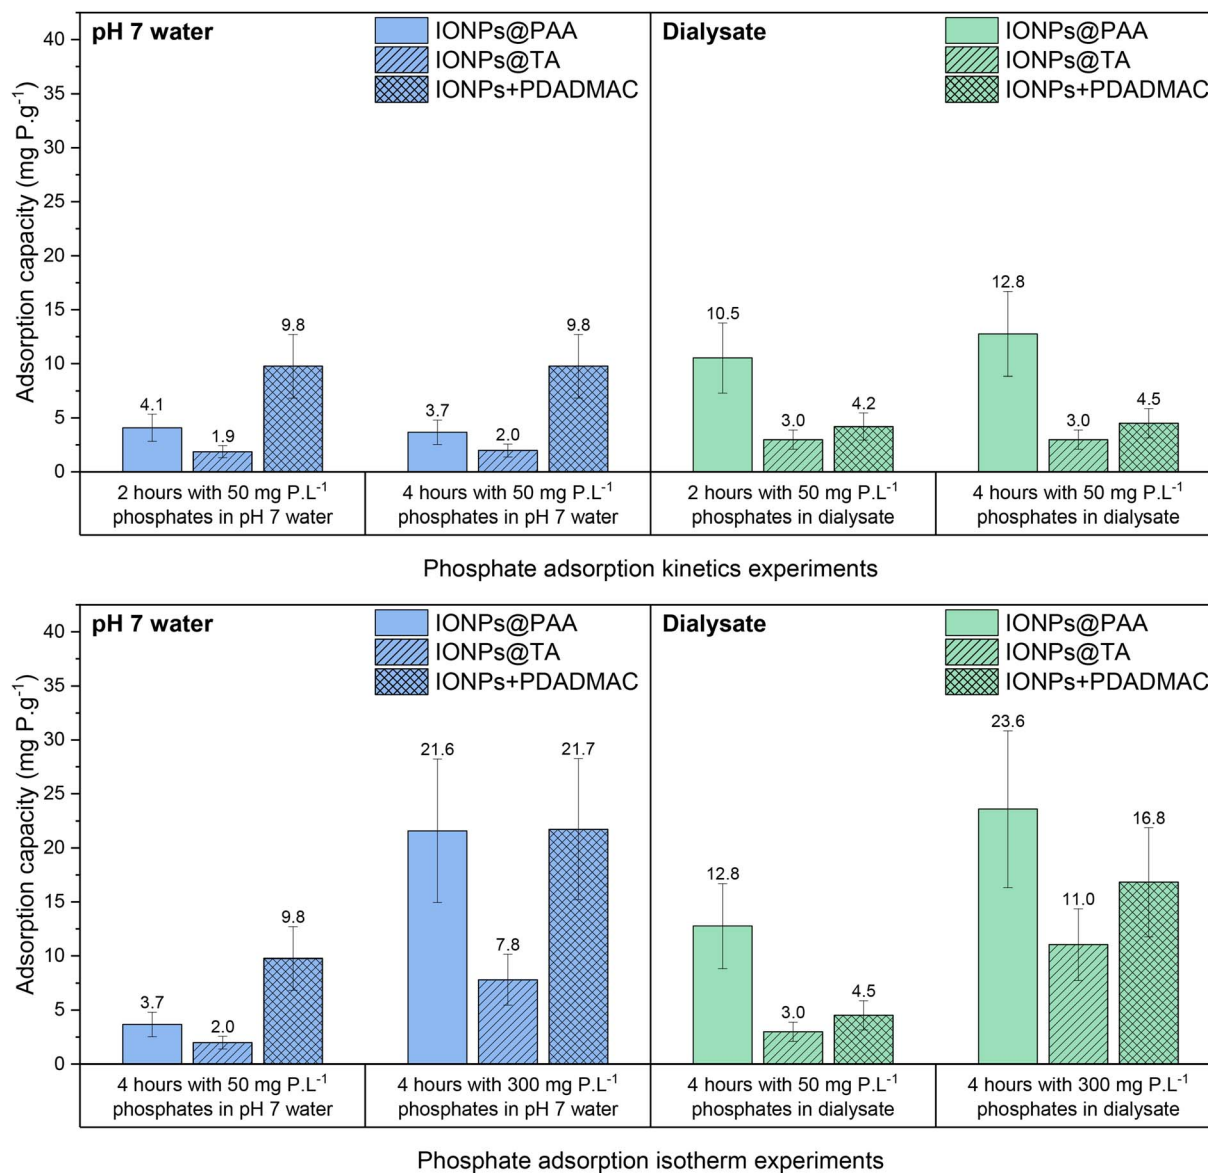 pH 7 water
IONPs@PAA
IONPs@TA
IONPs+PDADMAC
Dialysate
IONPs@PAA
IONPs@TA
IONPs+PDADMAC
Adsorption capacity (mg P.g⁻¹)
40
35
30
25
20
15
10
5
0
4.1
1.9
9.8
3.7
2.0
9.8
10.5
3.0
4.2
12.8
3.0
4.5
2 hours with 50 mg P.L⁻¹
phosphates in pH 7 water
4 hours with 50 mg P.L⁻¹
phosphates in pH 7 water
2 hours with 50 mg P.L⁻¹
phosphates in dialysate
4 hours with 50 mg P.L⁻¹
phosphates in dialysate
Phosphate adsorption kinetics experiments
pH 7 water
IONPs@PAA
IONPs@TA
IONPs+PDADMAC
Dialysate
IONPs@PAA
IONPs@TA
IONPs+PDADMAC
Adsorption capacity (mg P.g⁻¹)
40
35
30
25
20
15
10
5
0
3.7
2.0
9.8
21.6
7.8
21.7
12.8
3.0
4.5
23.6
11.0
16.8
4 hours with 50 mg P.L⁻¹
phosphates in pH 7 water
4 hours with 300 mg P.L⁻¹
phosphates in pH 7 water
4 hours with 50 mg P.L⁻¹
phosphates in dialysate
4 hours with 300 mg P.L⁻¹
phosphates in dialysate
Phosphate adsorption isotherm experiments